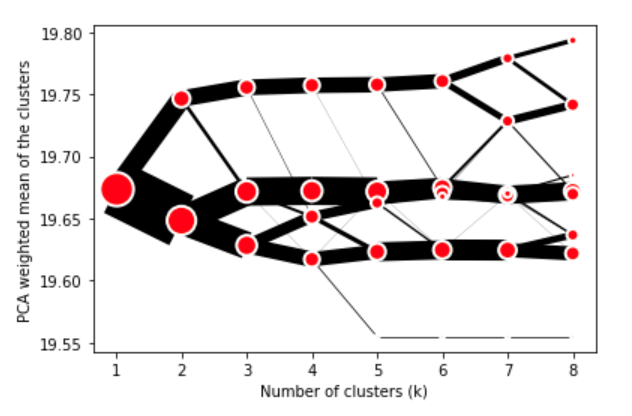 19.80
19.75
19.70
19.65
19.60
19.55
PCA weighted mean of the clusters
1 2 3 4 5 6 7 8
Number of clusters (k)